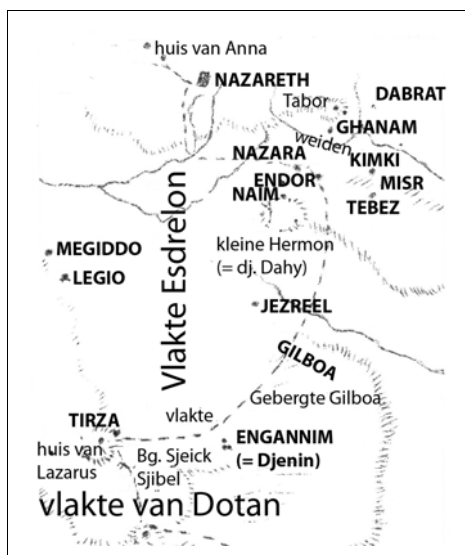 huis van Anna
NAZARETH
DABRAT
Tabor
GHANAM
weiden
NAZARA
KIMKI
ENDOR
MISR
NAIM
TEBEZ
Vlakte Esdrelon
kleine Hermon
(= dj. Dahy)
MEGIDDO
LEGIO
JEZREEL
GILBOA
Gebergte Gilboa
TIRZA
vlakte
huis van
Lazarus
Bg. Sjeick
Sjibel
ENGANNIM
(= Djenin)
vlakte van Dotan